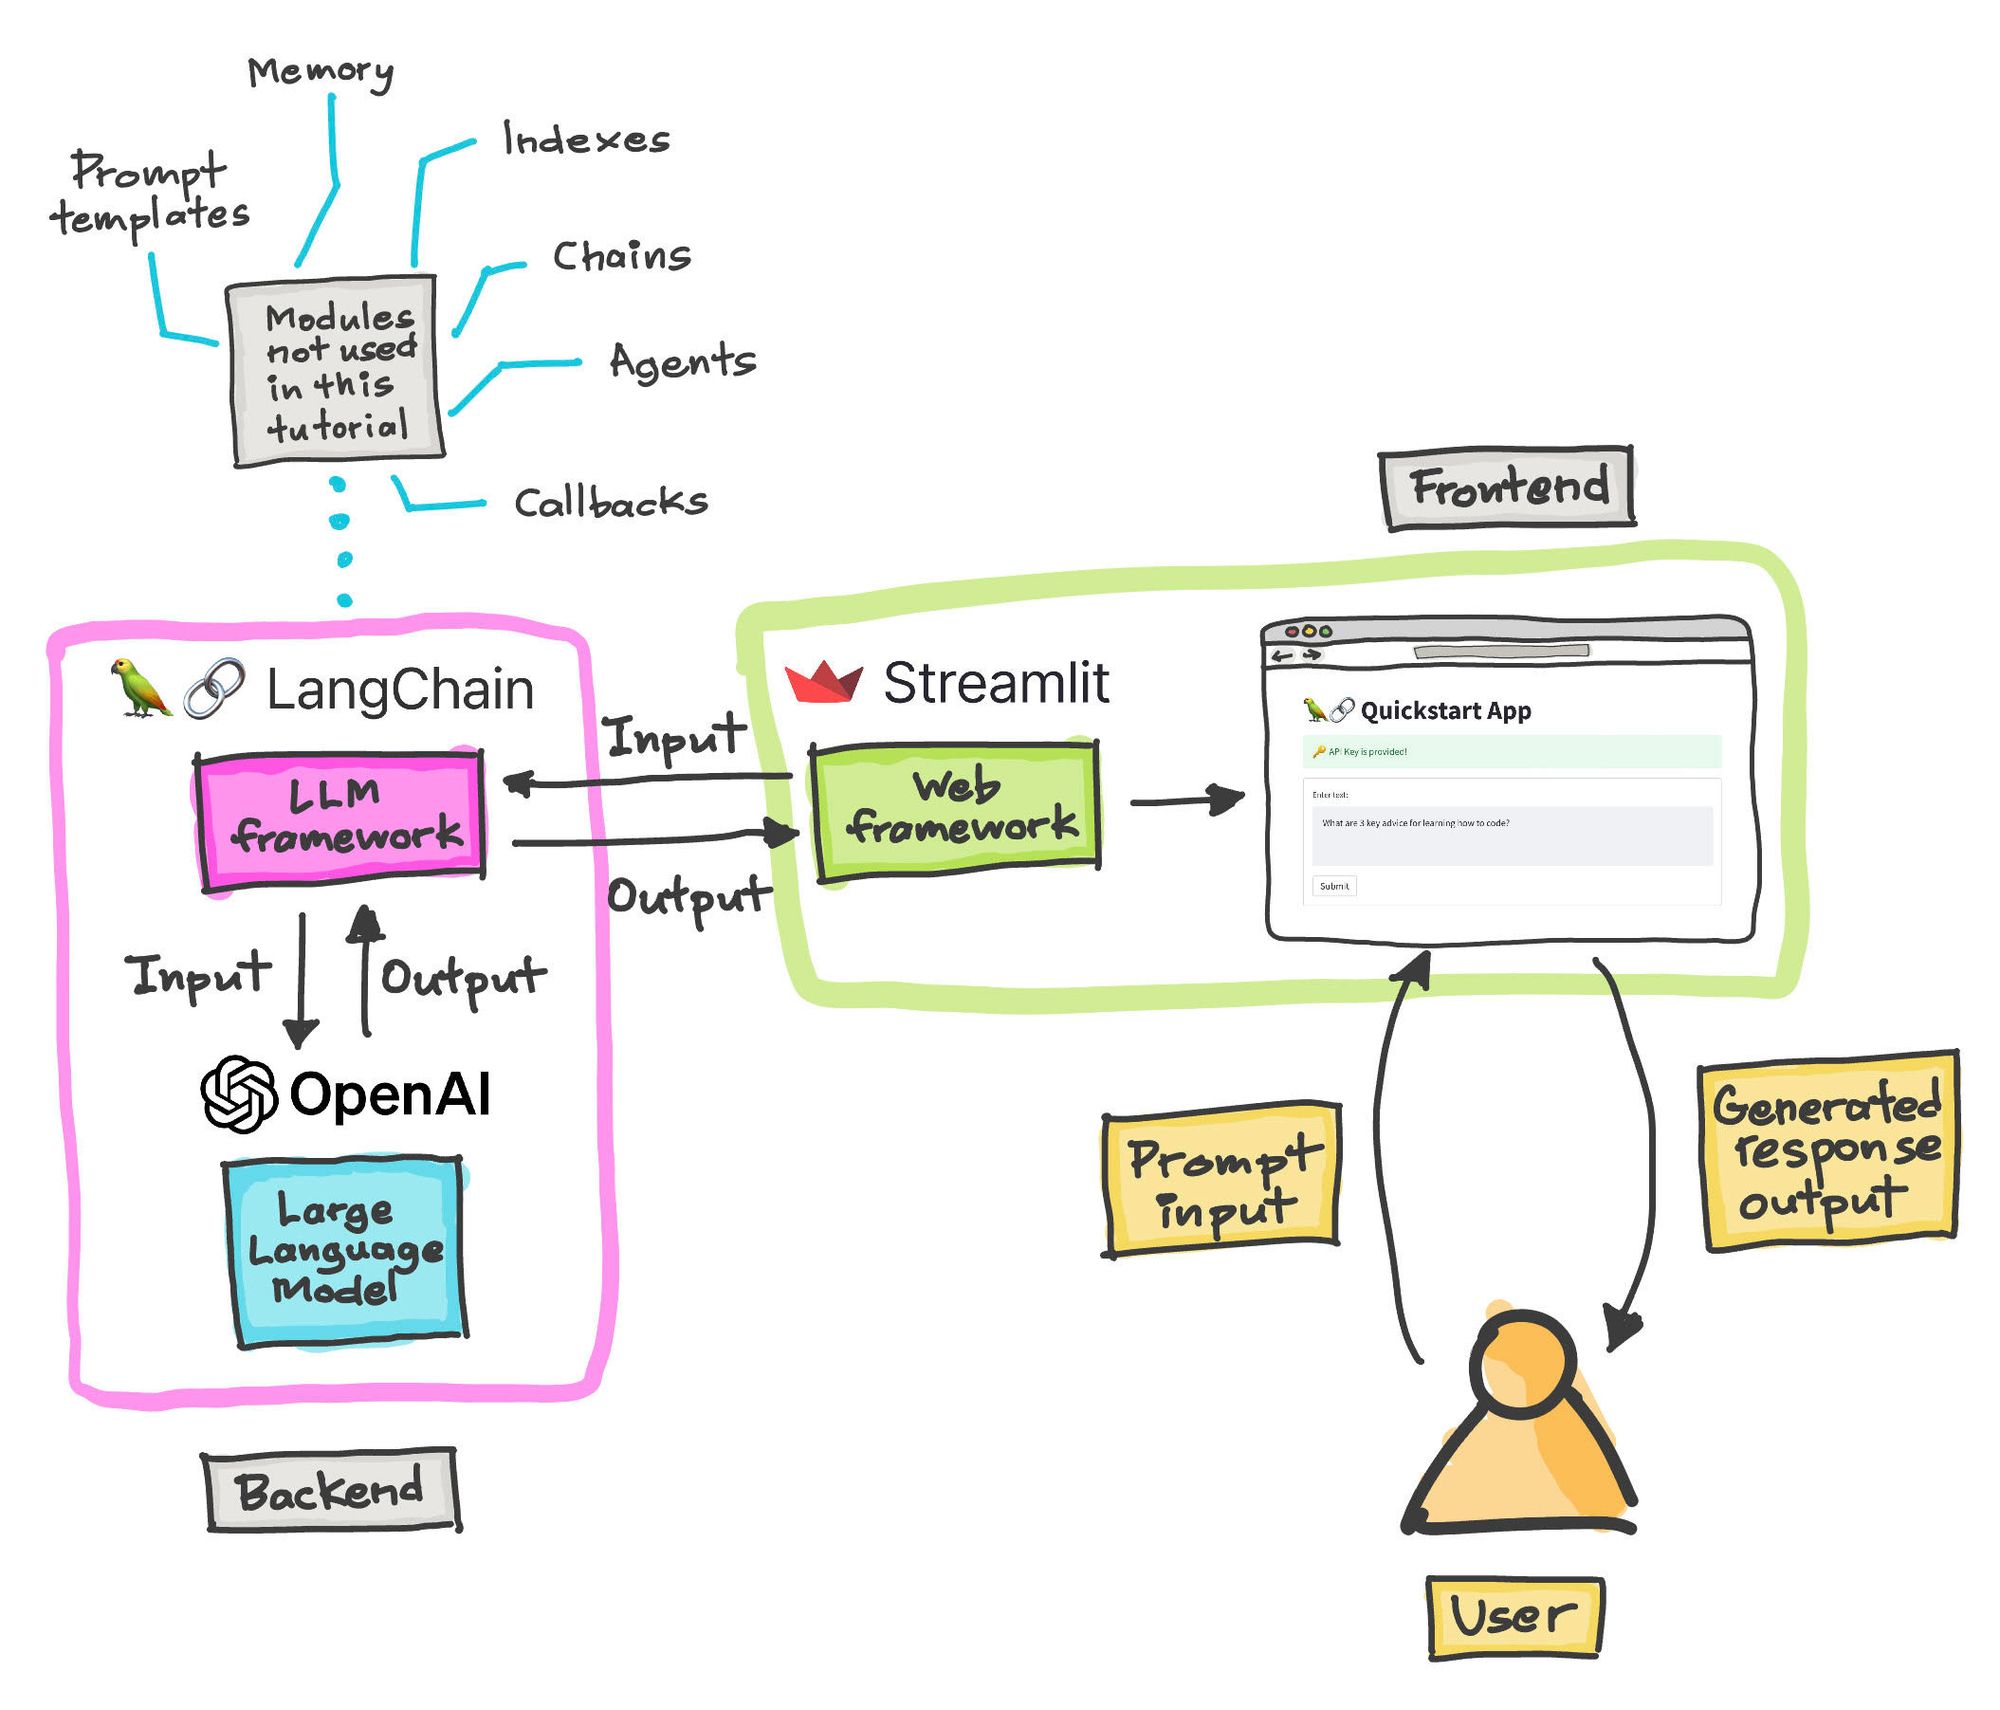 Memory
Indexes
Prompt
templates
Chains
Agents
Modules
not used
in this
tutorial
Callbacks
Frontend
LangChain
LLM
framework
Input
Output
Streamlit
Web
framework
Quickstart App
API Key is provided!
Enter text:
What are 3 key advice for learning how to code?
Submit
Input
Output
OpenAI
Large
Language
Model
Backend
Prompt
input
Generated
response
output
User